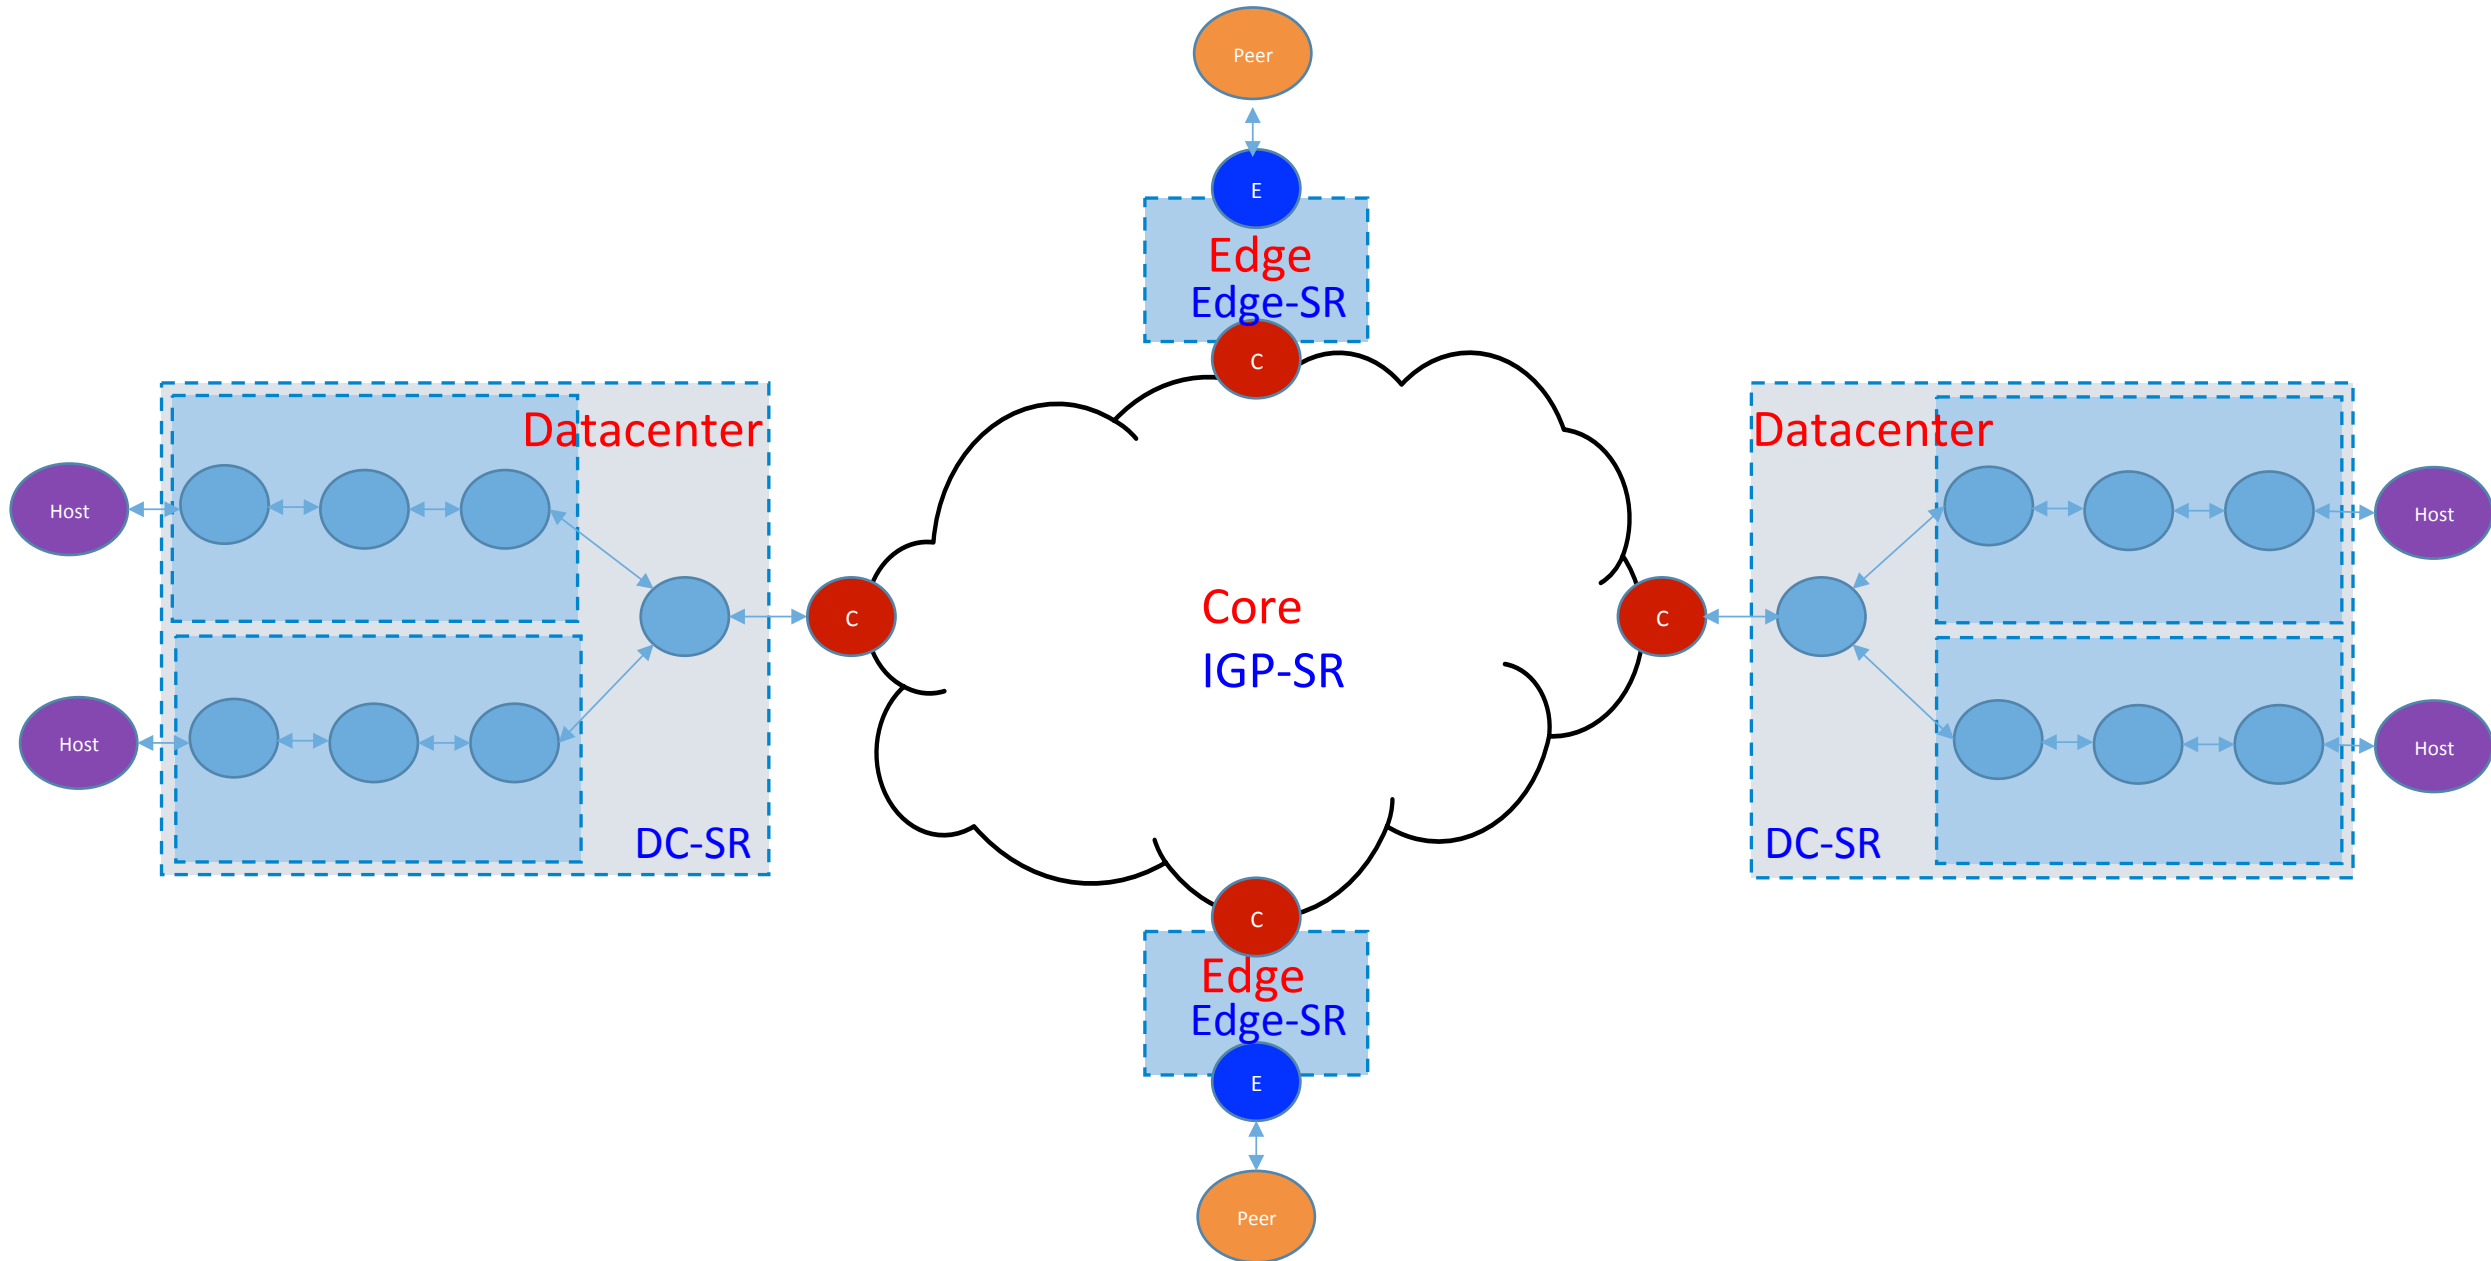 Peer
E
Edge
Edge-SR
C
Datacenter
Datacenter
Host
Host
C
Core
IGP-SR
C
Host
Host
DC-SR
DC-SR
C
Edge
Edge-SR
E
Peer